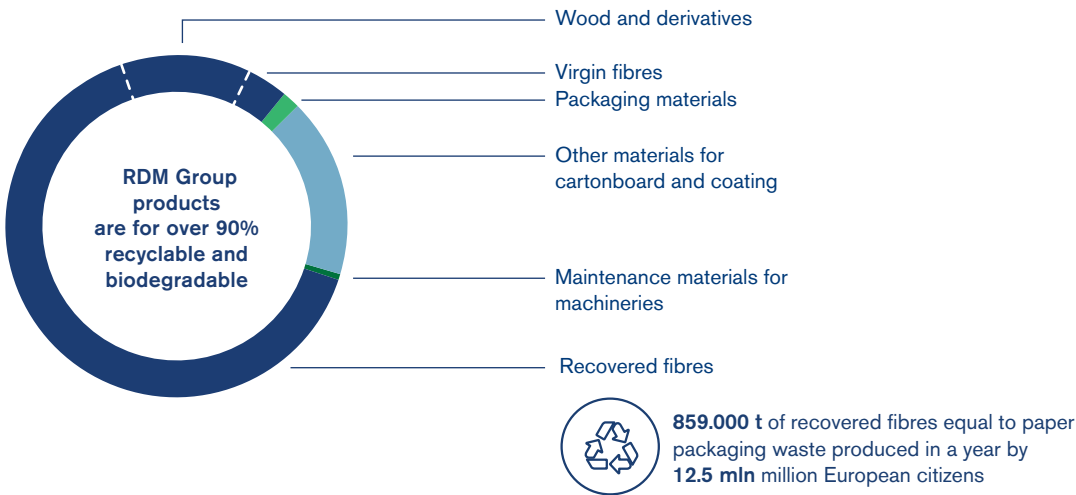 Wood and derivatives
Virgin fibres
Packaging materials
Other materials for
cartonboard and coating
RDM Group
products
are for over 90%
recyclable and
biodegradable
Maintenance materials for
machineries
Recovered fibres
859.000 t of recovered fibres equal to paper
packaging waste produced in a year by
12.5 mln million European citizens